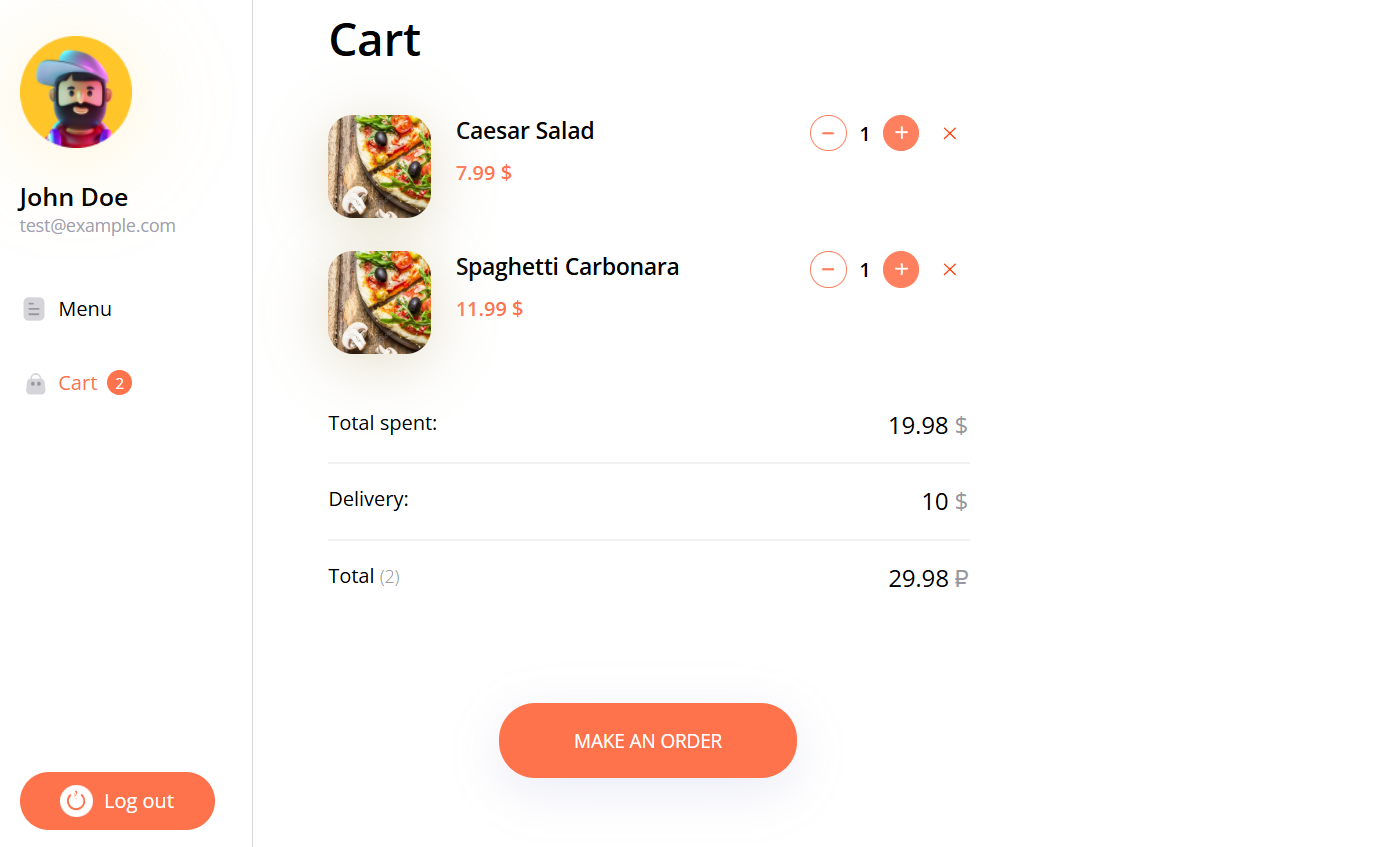 John Doe
test@example.com
Menu
Cart 2
Log out
Cart
Caesar Salad
7.99 $
1
Spaghetti Carbonara
11.99 $
1
Total spent: 19.98 $
Delivery: 10 $
Total (2) 29.98 ₽
MAKE AN ORDER